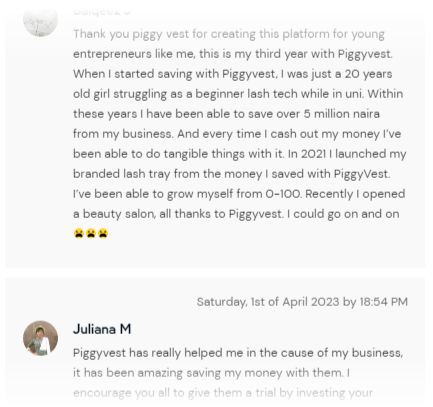 Thank you piggy vest for creating this platform for young
entrepreneurs like me, this is my third year with Piggyvest.
When I started saving with Piggyvest, I was just a 20 years
old girl struggling as a beginner lash tech while in uni. Within
these years I have been able to save over 5 million naira
from my business. And every time I cash out my money I've
been able to do tangible things with it. In 2021 I launched my
branded lash tray from the money I saved with PiggyVest.
I've been able to grow myself from 0-100. Recently I opened
a beauty salon, all thanks to Piggyvest. I could go on and on
😭😭😭
Saturday, 1st of April 2023 by 18:54 PM
Juliana M
Piggyvest has really helped me in the cause of my business,
it has been amazing saving my money with them. I
encourage you all to give them a trial by investing your